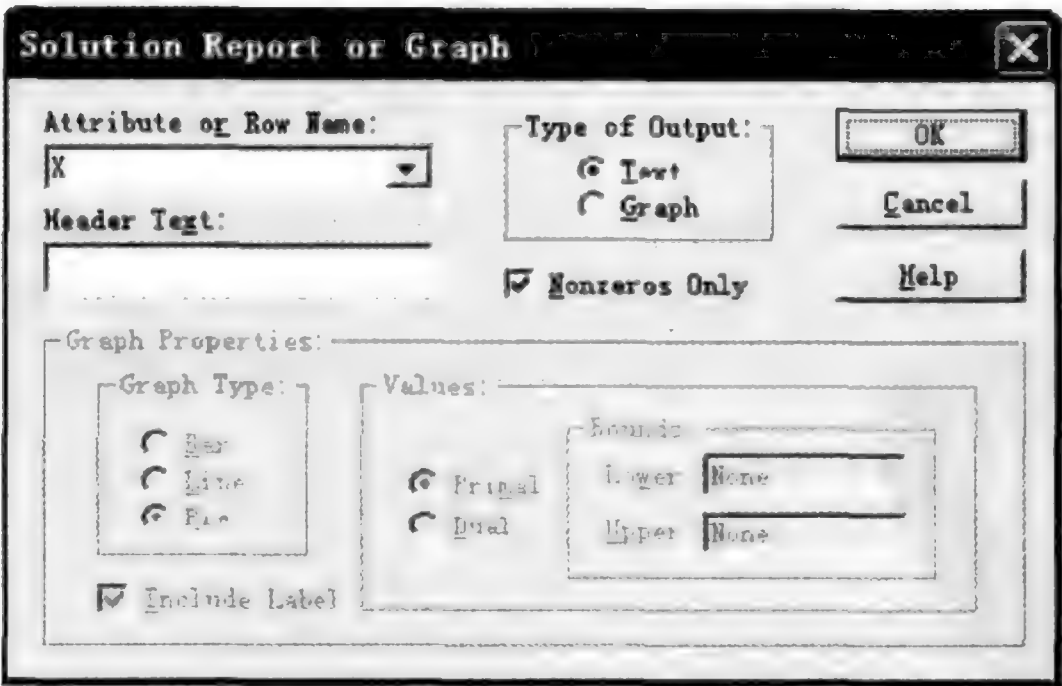 Solution Report or Graph
Attribute or Row Name:
X
Header Text:
Type of Output:
Text
Graph
Nonzeros Only
OK
Cancel
Help
Graph Properties:
Graph Type:
Bar
Line
Pie
Include Label
Values:
Primal
Dual
Bounds
Lower None
Upper None